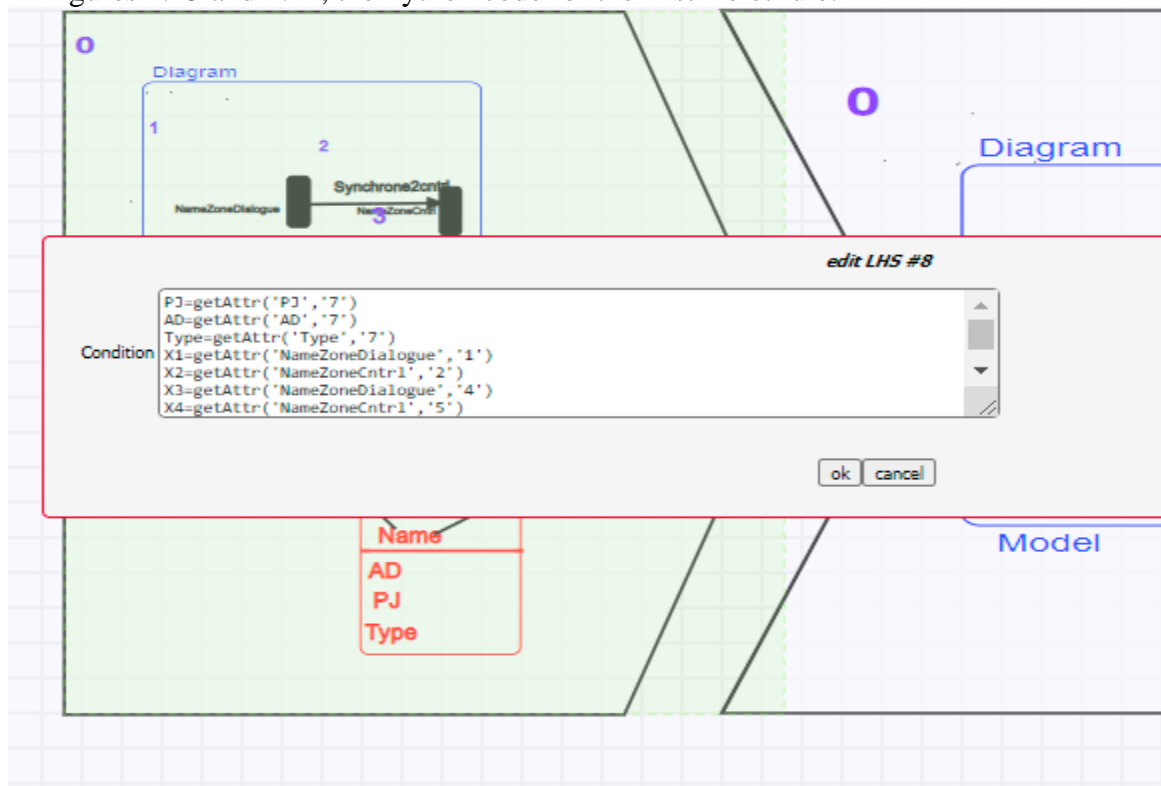 0
Diagram
1
2
Synchrone2cntrl
NameZoneDialogue
NameZoneCntrl
3
0
Diagram
edit LHS #8
Condition
PJ=getAttr('PJ','7')
AD=getAttr('AD','7')
Type=getAttr('Type','7')
X1=getAttr('NameZoneDialogue','1')
X2=getAttr('NameZoneCntrl','2')
X3=getAttr('NameZoneDialogue','4')
X4=getAttr('NameZoneCntrl','5')
ok cancel
Name
AD
PJ
Type
Model